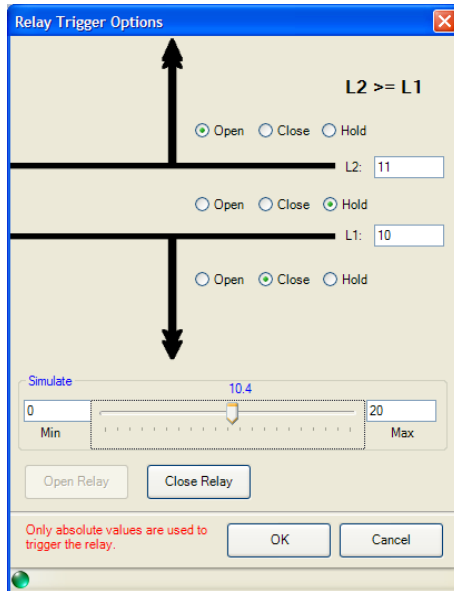 Relay Trigger Options
L2 >= L1
Open Close Hold
L2: 11
Open Close Hold
L1: 10
Open Close Hold
Simulate
10.4
0 20
Min Max
Open Relay Close Relay
Only absolute values are used to
trigger the relay.
OK Cancel